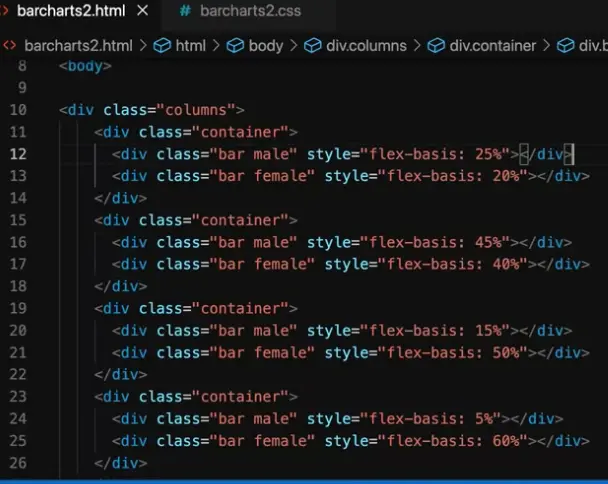 <> barcharts2.html × # barcharts2.css
<> barcharts2.html > html > body > div.columns > div.container > div.b
8 <body>
9
10 <div class="columns">
11 <div class="container">
12 <div class="bar male" style="flex-basis: 25%"></div>
13 <div class="bar female" style="flex-basis: 20%"></div>
14 </div>
15 <div class="container">
16 <div class="bar male" style="flex-basis: 45%"></div>
17 <div class="bar female" style="flex-basis: 40%"></div>
18 </div>
19 <div class="container">
20 <div class="bar male" style="flex-basis: 15%"></div>
21 <div class="bar female" style="flex-basis: 50%"></div>
22 </div>
23 <div class="container">
24 <div class="bar male" style="flex-basis: 5%"></div>
25 <div class="bar female" style="flex-basis: 60%"></div>
26 </div>